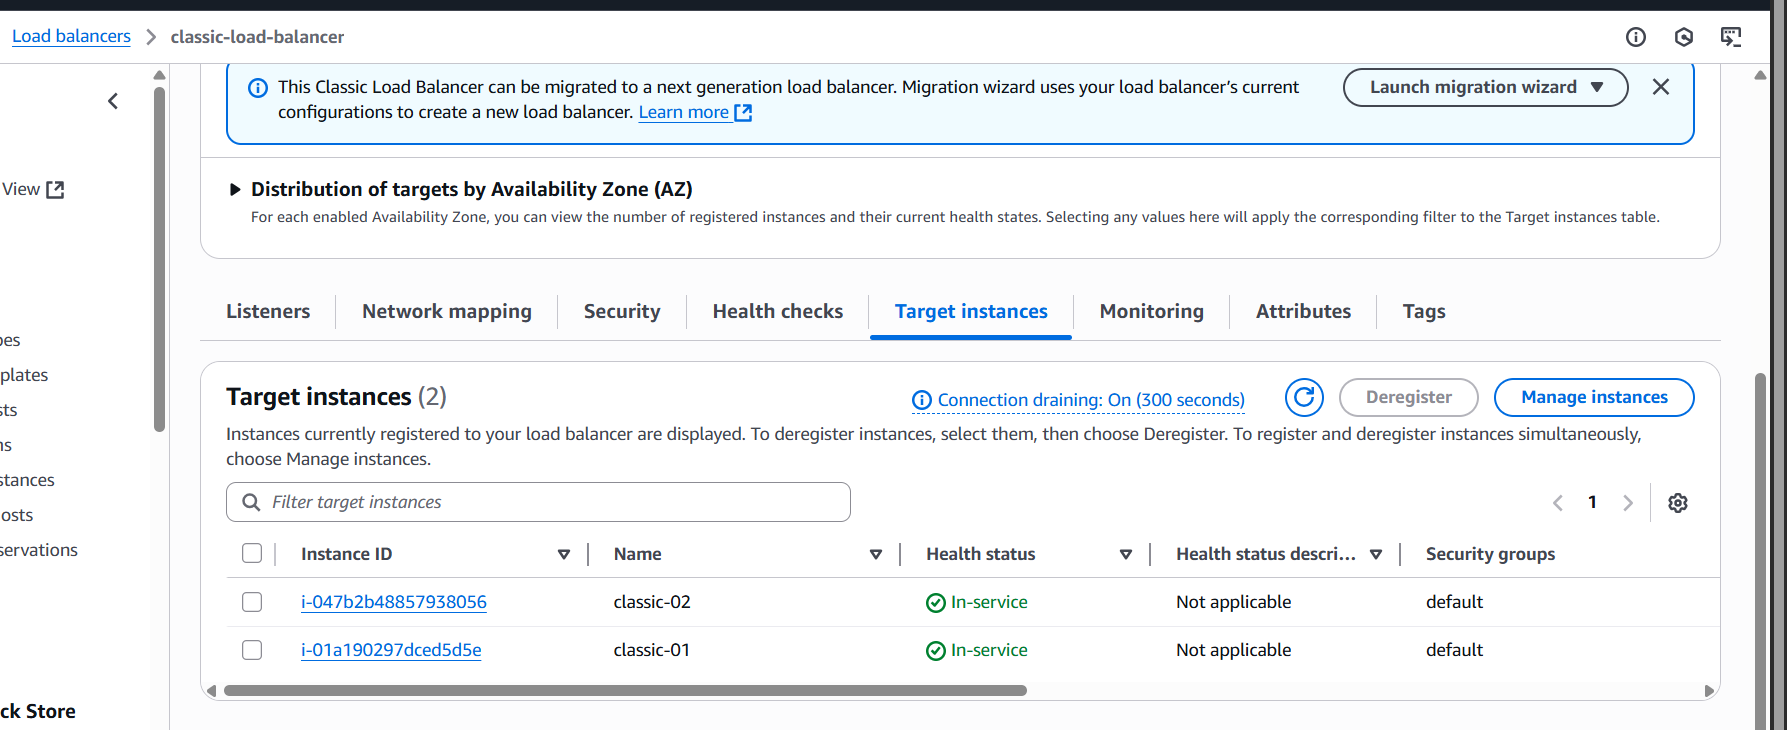 Load balancers > classic-load-balancer
This Classic Load Balancer can be migrated to a next generation load balancer. Migration wizard uses your load balancer’s current
configurations to create a new load balancer. Learn more
Launch migration wizard
View
Distribution of targets by Availability Zone (AZ)
For each enabled Availability Zone, you can view the number of registered instances and their current health states. Selecting any values here will apply the corresponding filter to the Target instances table.
Listeners
Network mapping
Security
Health checks
Target instances
Monitoring
Attributes
Tags
pes
plates
sts
ns
stances
osts
servations
ck Store
Target instances (2)
Connection draining: On (300 seconds)
Deregister
Manage instances
Instances currently registered to your load balancer are displayed. To deregister instances, select them, then choose Deregister. To register and deregister instances simultaneously,
choose Manage instances.
Filter target instances
1
Instance ID Name Health status Health status descri... Security groups
i-047b2b48857938056 classic-02 In-service Not applicable default
i-01a190297dced5d5e classic-01 In-service Not applicable default